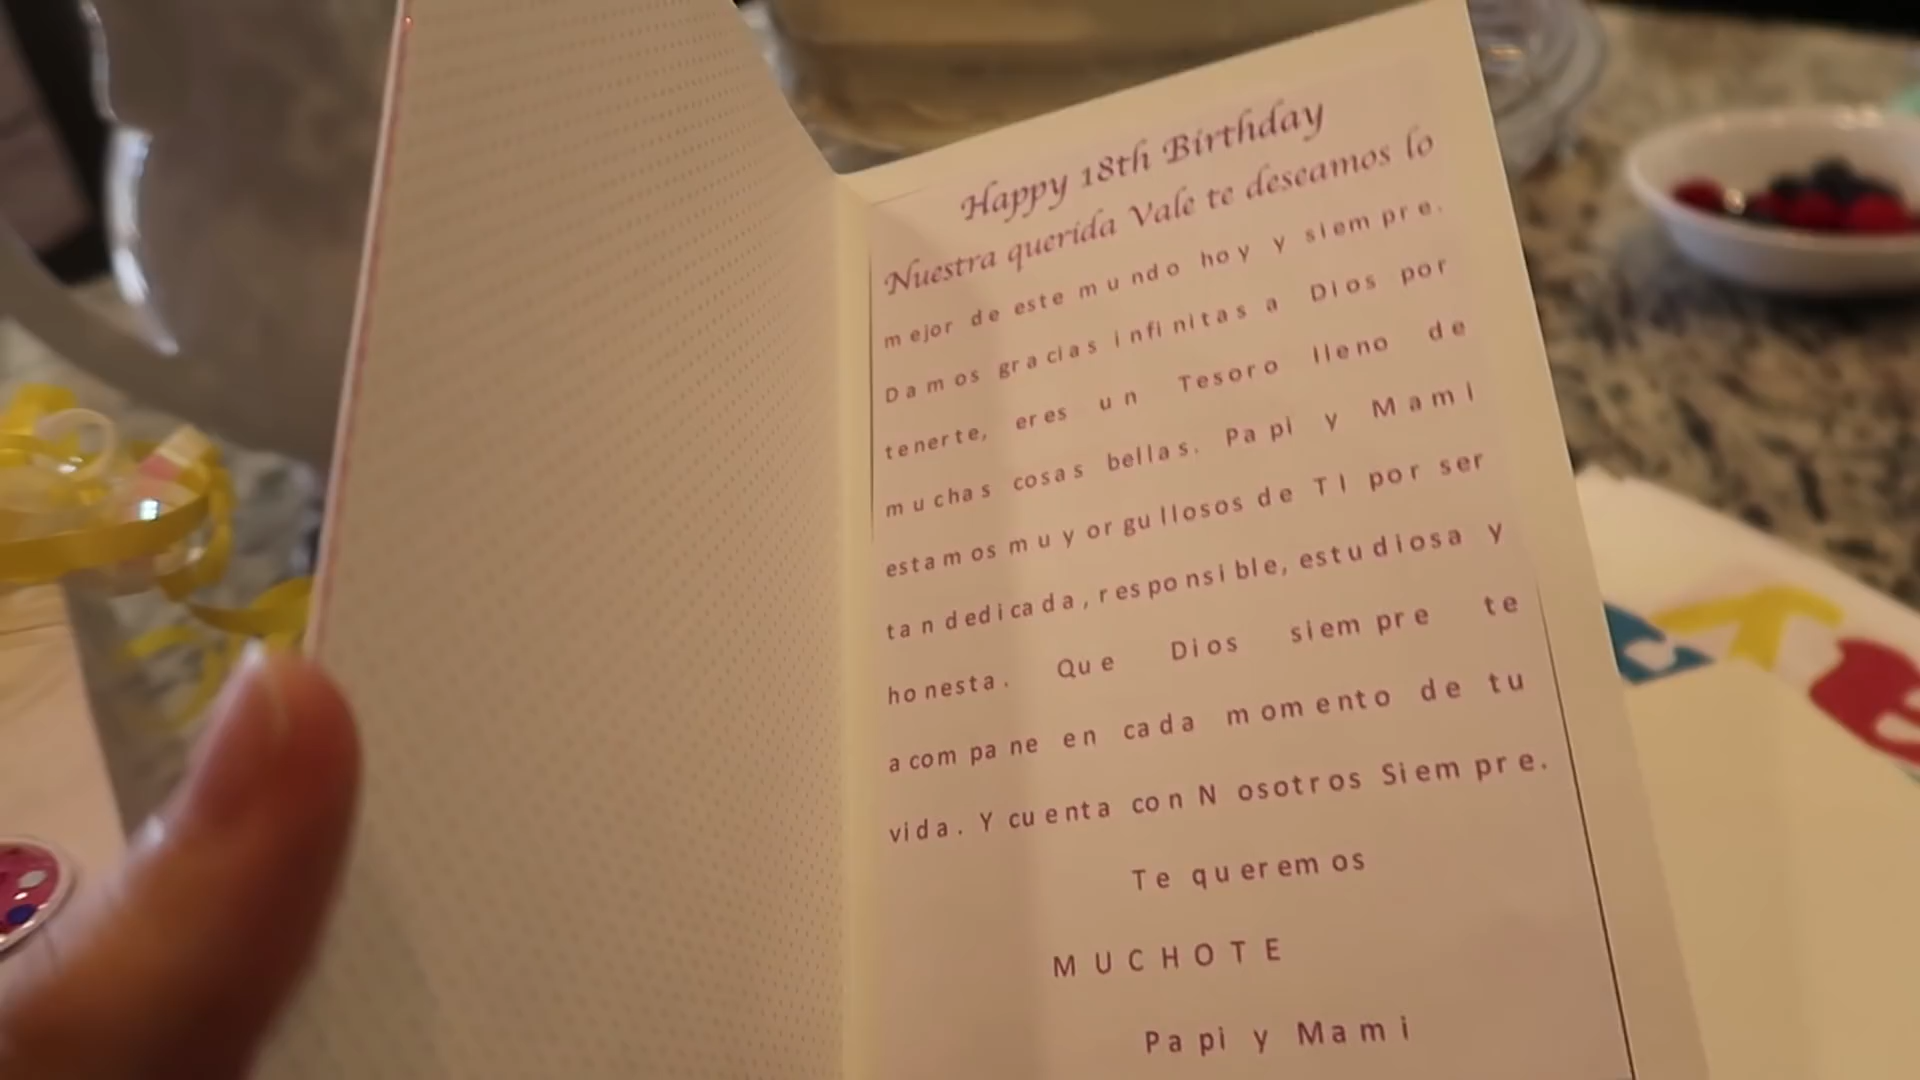 Happy 18th Birthday
Nuestra querida Vale te deseamos lo
mejor de este mundo hoy y siempre.
Damos gracias infinitas a Dios por
tenerte, eres un Tesoro lleno de
muchas cosas bellas. Papi y Mami
estamos muy orgullosos de TI por ser
tan dedicada, responsible, estudiosa y
honesta. Que Dios siempre te
acompane en cada momento de tu
vida. Y cuenta con Nosotros Siempre.
Te queremos
MUCHOTE
Papi y Mami